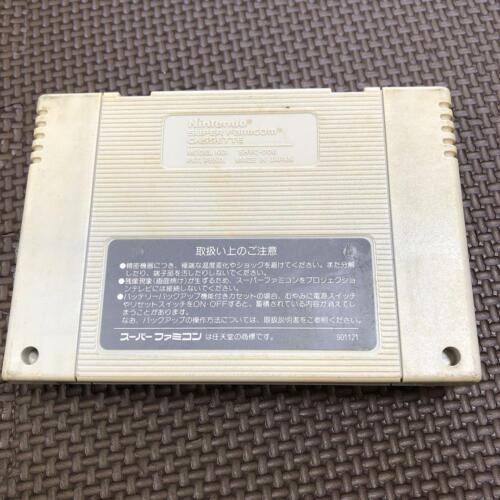 Nintendo®
SUPER FAMICOM®
CASSETTE
MODEL NO. SHVC-006
PAT. PEND. MADE IN JAPAN
取扱い上のご注意
●精密機器につき、極端な温度変化やショックを避けてください。また分解
したり、端子部を汚したりしないでください。
●残像現象(画面焼け)が生ずるため、スーパーファミコンをプロジェクション
テレビには接続しないでください。
●バッテリーバックアップ機能付きカセットの場合、むやみに電源スイッチ
やリセットスイッチをON・OFFすると、蓄積されている内容が消えてし
まうことがあります。
なお、バックアップの操作方法については、取扱説明書をご参照ください。
スーパーファミコン は任天堂の商標です。 901121